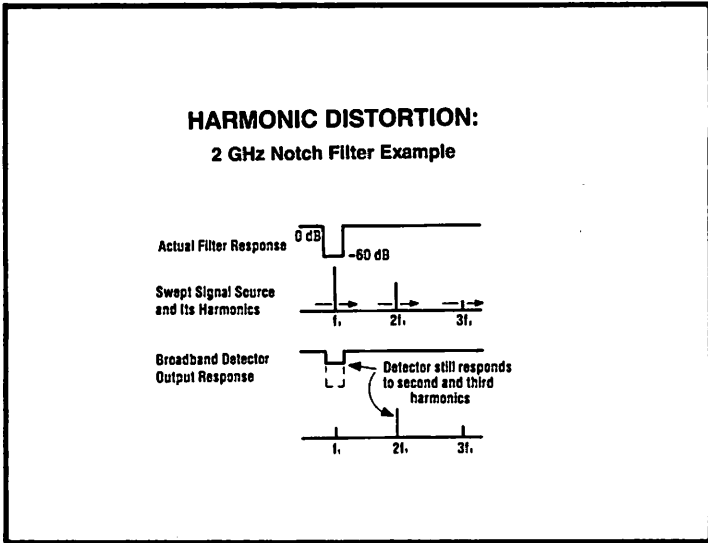 HARMONIC DISTORTION:
2 GHz Notch Filter Example
Actual Filter Response
0 dB
-60 dB
Swept Signal Source
and Its Harmonics
f₁
2f₁
3f₁
Broadband Detector
Output Response
Detector still responds
to second and third
harmonics
f₁
2f₁
3f₁